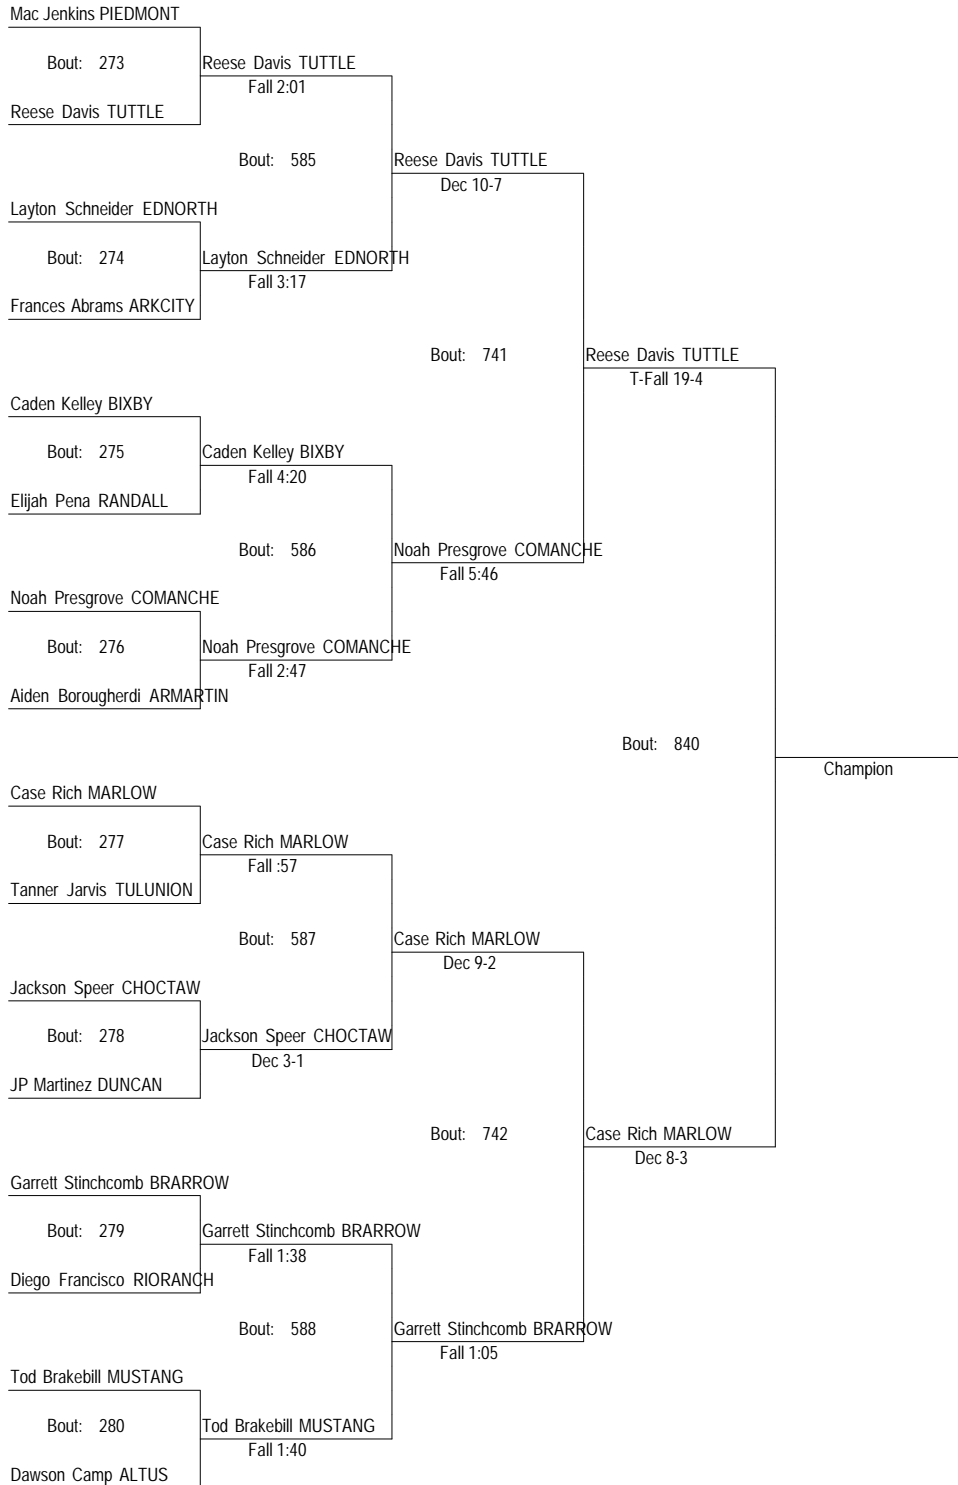 Mac Jenkins PIEDMONT
Bout: 273
Reese Davis TUTTLE
Fall 2:01
Reese Davis TUTTLE
Bout: 585
Reese Davis TUTTLE
Dec 10-7
Layton Schneider EDNORTH
Bout: 274
Layton Schneider EDNORTH
Fall 3:17
Frances Abrams ARKCITY
Bout: 741
Reese Davis TUTTLE
T-Fall 19-4
Caden Kelley BIXBY
Bout: 275
Caden Kelley BIXBY
Fall 4:20
Elijah Pena RANDALL
Bout: 586
Noah Presgrove COMANCHE
Fall 5:46
Noah Presgrove COMANCHE
Bout: 276
Noah Presgrove COMANCHE
Fall 2:47
Aiden Borougherdi ARMARTIN
Bout: 840
Champion
Case Rich MARLOW
Bout: 277
Case Rich MARLOW
Fall :57
Tanner Jarvis TULUNION
Bout: 587
Case Rich MARLOW
Dec 9-2
Jackson Speer CHOCTAW
Bout: 278
Jackson Speer CHOCTAW
Dec 3-1
JP Martinez DUNCAN
Bout: 742
Case Rich MARLOW
Dec 8-3
Garrett Stinchcomb BRARROW
Bout: 279
Garrett Stinchcomb BRARROW
Fall 1:38
Diego Francisco RIORANCH
Bout: 588
Garrett Stinchcomb BRARROW
Fall 1:05
Tod Brakebill MUSTANG
Bout: 280
Tod Brakebill MUSTANG
Fall 1:40
Dawson Camp ALTUS